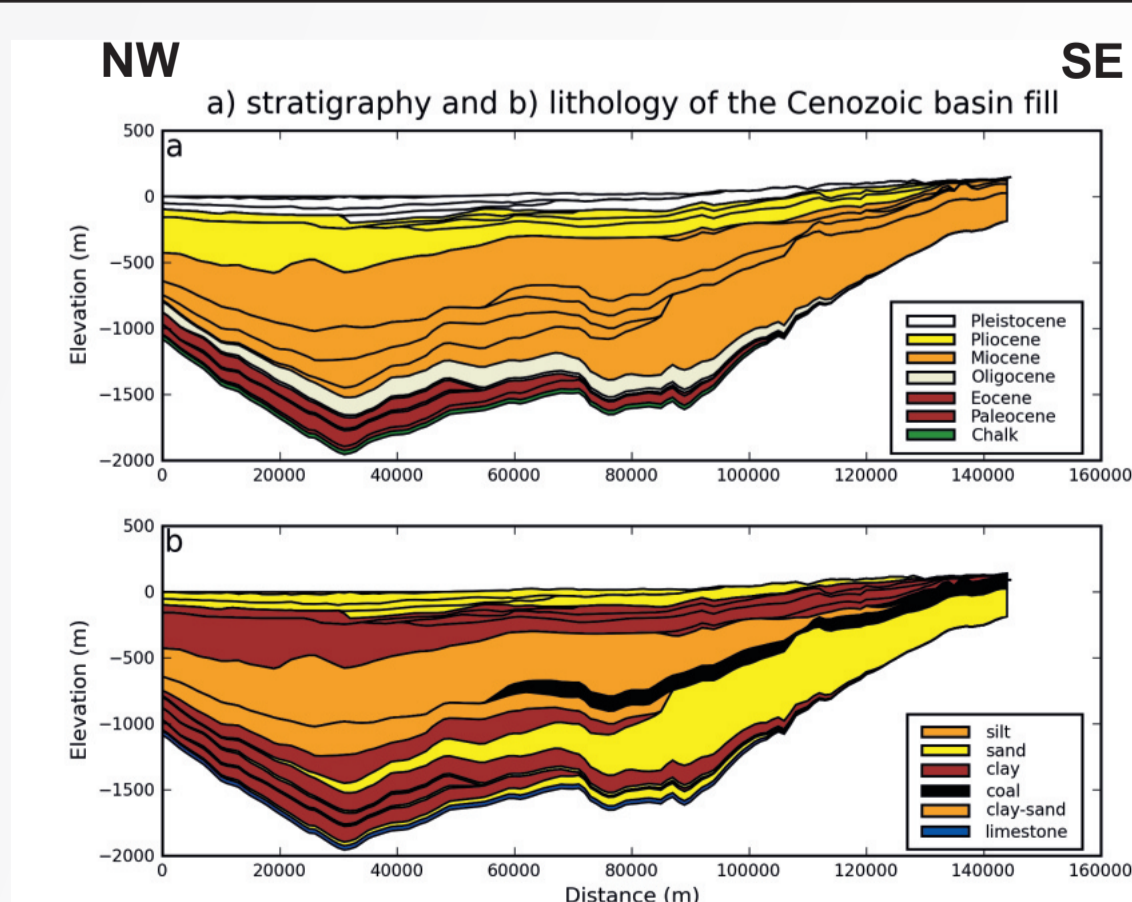 NW SE
a) stratigraphy and b) lithology of the Cenozoic basin fill
a
500
0
−500
−1000
−1500
−2000
Elevation (m)
Pleistocene
Pliocene
Miocene
Oligocene
Eocene
Paleocene
Chalk
0 20000 40000 60000 80000 100000 120000 140000 160000
b
500
0
−500
−1000
−1500
−2000
Elevation (m)
silt
sand
clay
coal
clay-sand
limestone
0 20000 40000 60000 80000 100000 120000 140000 160000
Distance (m)